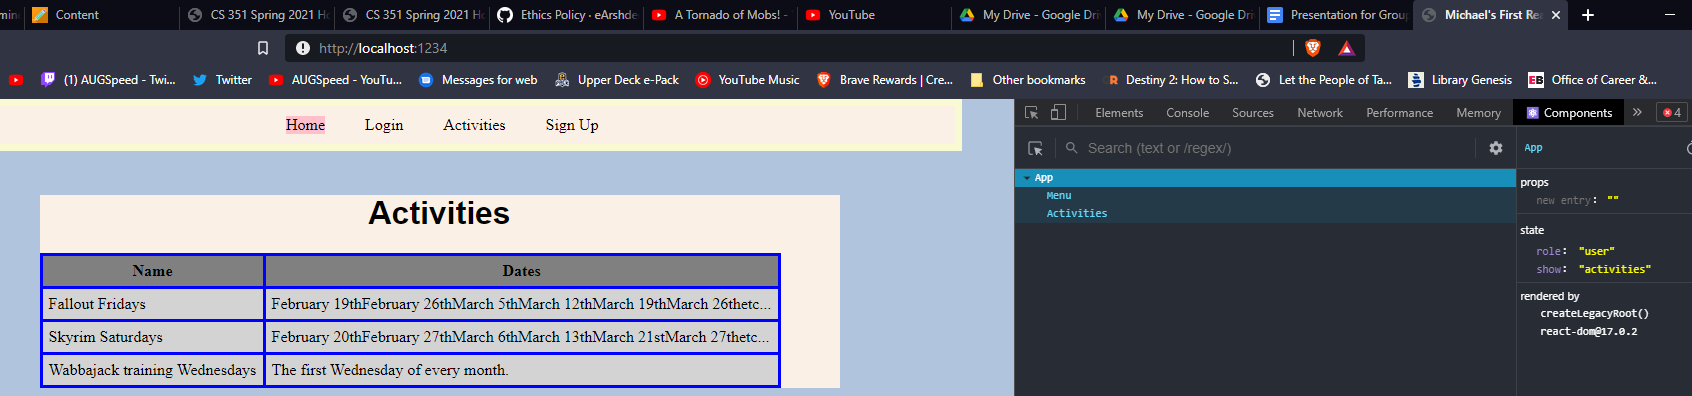 Content
CS 351 Spring 2021 Ho
CS 351 Spring 2021 Ho
Ethics Policy · eArshde
A Tornado of Mobs! -
YouTube
My Drive - Google Dri
My Drive - Google Dri
Presentation for Group
Michael's First Rea
http://localhost:1234
(1) AUGSpeed - Twi...
Twitter
AUGSpeed - YouTu...
Messages for web
Upper Deck e-Pack
YouTube Music
Brave Rewards | Cre...
Other bookmarks
Destiny 2: How to S...
Let the People of Ta...
Library Genesis
Office of Career &...
Home Login Activities Sign Up
Activities
Name Dates
Fallout Fridays February 19thFebruary 26thMarch 5thMarch 12thMarch 19thMarch 26thetc...
Skyrim Saturdays February 20thFebruary 27thMarch 6thMarch 13thMarch 21stMarch 27thetc...
Wabbajack training Wednesdays The first Wednesday of every month.
Elements Console Sources Network Performance Memory Components » 4
Search (text or /regex/)
App
Menu
Activities
App
props
new entry: ""
state
role: "user"
show: "activities"
rendered by
createLegacyRoot()
react-dom@17.0.2